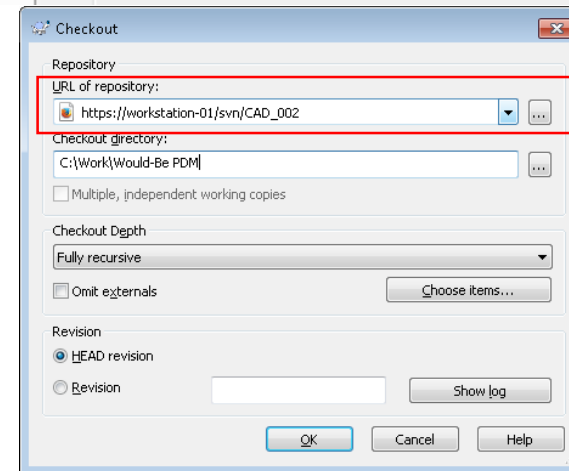 Checkout
Repository
URL of repository:
https://workstation-01/svn/CAD_002
...
Checkout directory:
C:\Work\Would-Be PDM
...
Multiple, independent working copies
Checkout Depth
Fully recursive
Omit externals
Choose items...
Revision
HEAD revision
Revision
Show log
OK
Cancel
Help